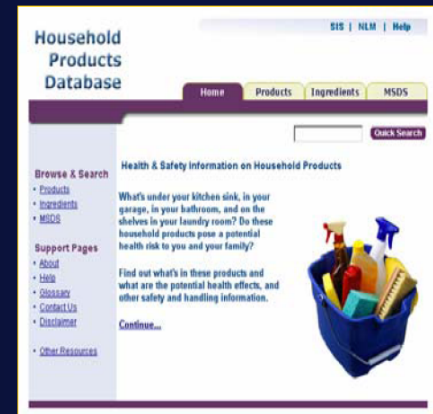 SIS | NLM | Help
Household
Products
Database
Home Products Ingredients MSDS
Quick Search
Browse & Search
• Products
• Ingredients
• MSDS
Support Pages
• About
• Help
• Glossary
• Contact Us
• Disclaimer
• Other Resources
Health & Safety Information on Household Products
What's under your kitchen sink, in your
garage, in your bathroom, and on the
shelves in your laundry room? Do these
household products pose a potential
health risk to you and your family?
Find out what's in these products and
what are the potential health effects, and
other safety and handling information.
Continue...